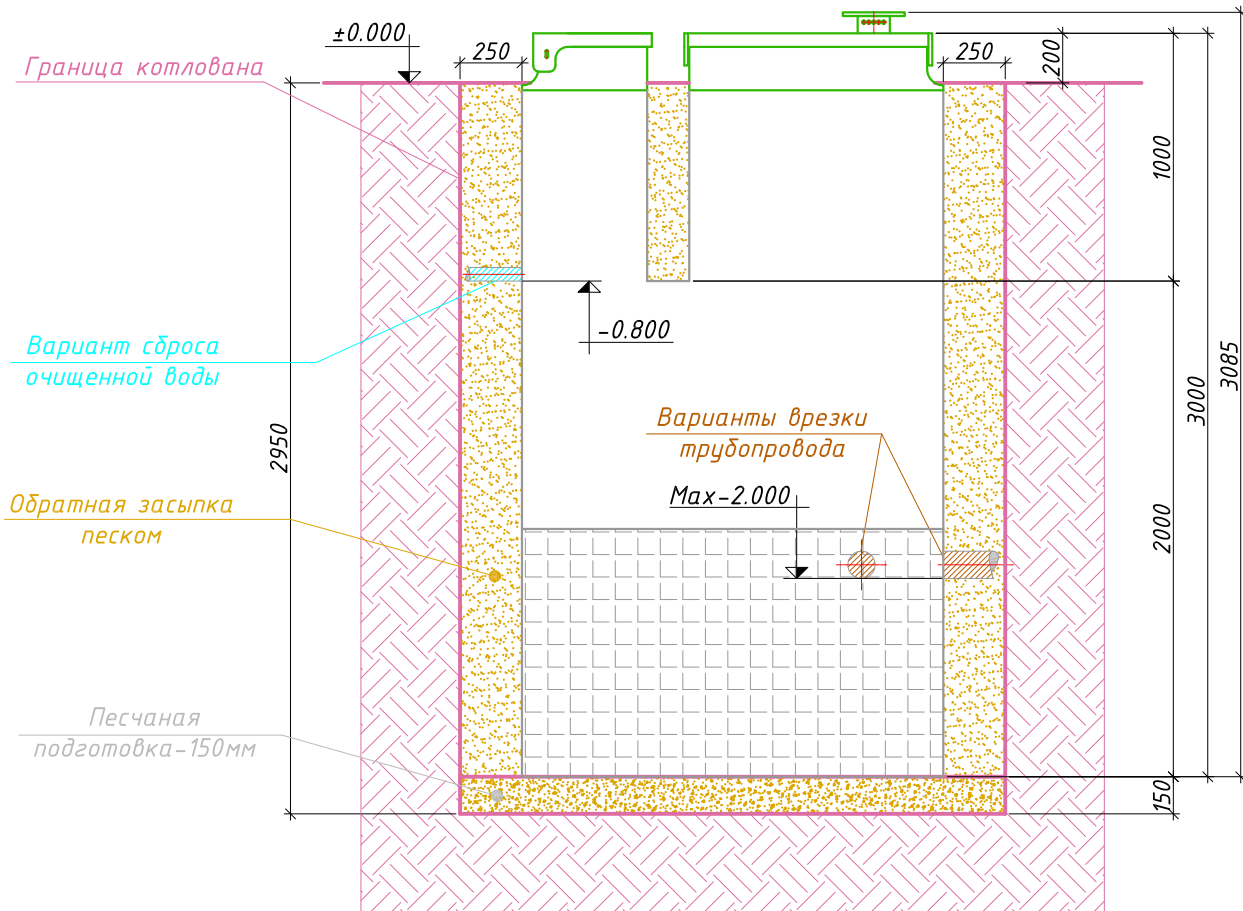 ±0.000
250
250
200
Граница котлована
1000
3085
-0.800
Вариант сброса
очищенной воды
3000
Варианты врезки
трубопровода
2950
Max-2.000
Обратная засыпка
песком
2000
Песчаная
подготовка-150мм
150